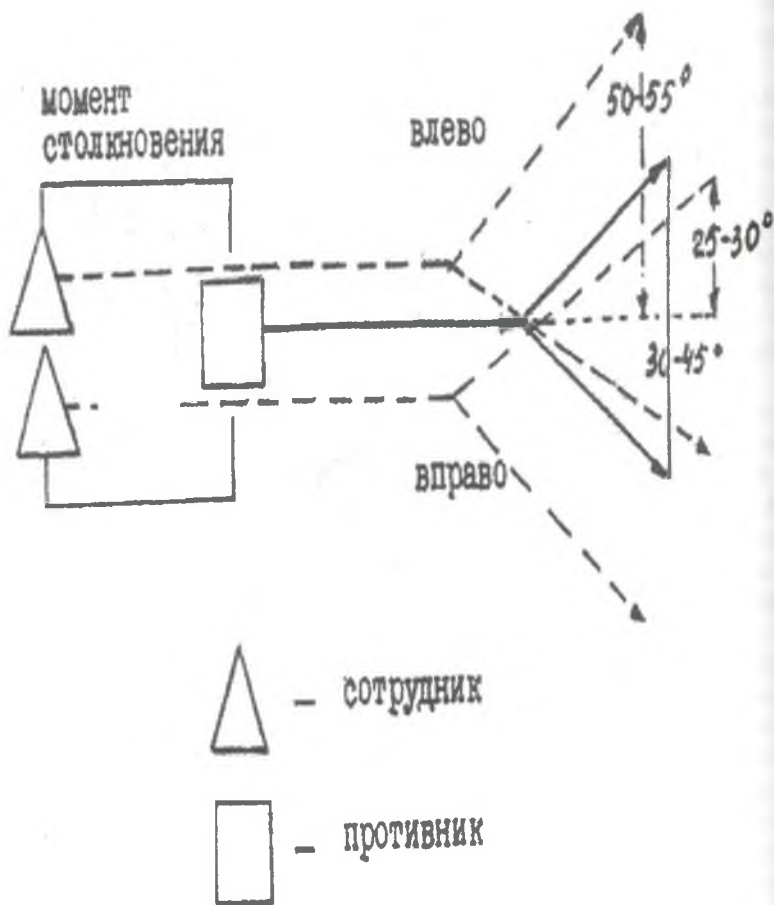 момент
столкновения
влево
50-55°
25-30°
30-45°
вправо
- сотрудник
- противник